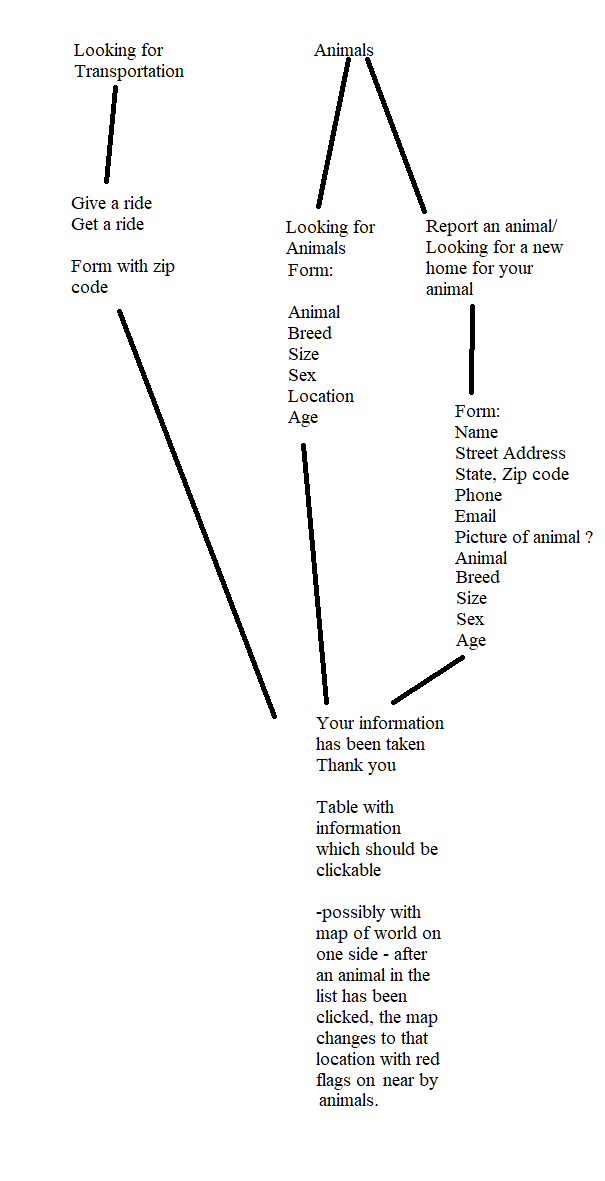 Looking for
Transportation
Animals
Give a ride
Get a ride
Form with zip
code
Looking for
Animals
Form:
Animal
Breed
Size
Sex
Location
Age
Report an animal/
Looking for a new
home for your
animal
Form:
Name
Street Address
State, Zip code
Phone
Email
Picture of animal ?
Animal
Breed
Size
Sex
Age
Your information
has been taken
Thank you
Table with
information
which should be
clickable
-possibly with
map of world on
one side - after
an animal in the
list has been
clicked, the map
changes to that
location with red
flags on near by
animals.